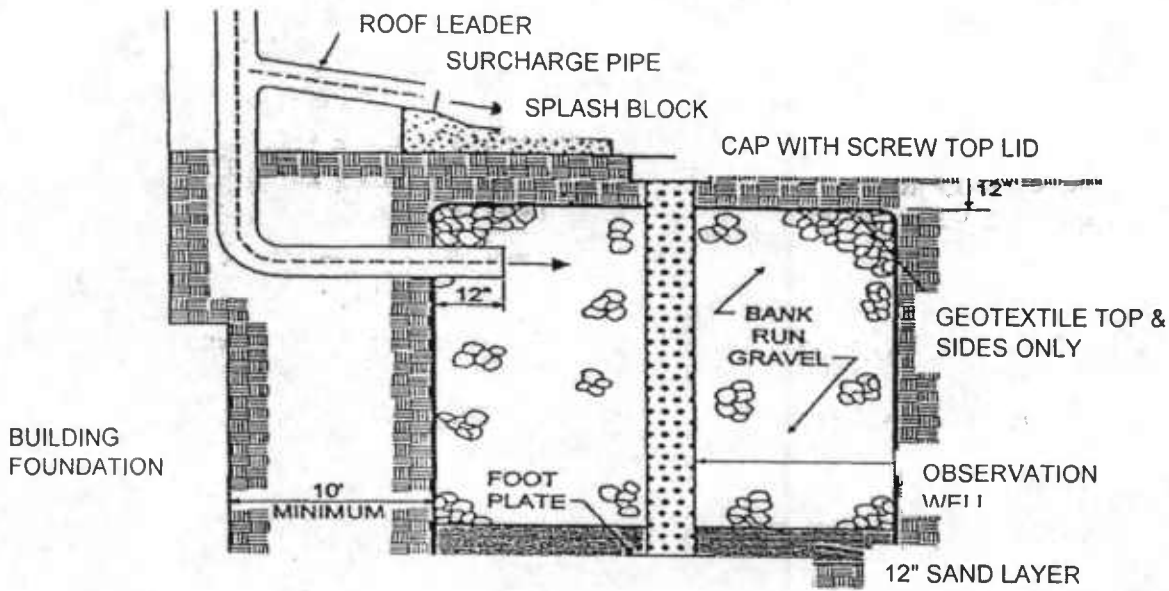 ROOF LEADER
SURCHARGE PIPE
SPLASH BLOCK
CAP WITH SCREW TOP LID
12"
12"
BANK
RUN
GRAVEL
GEOTEXTILE TOP &
SIDES ONLY
BUILDING
FOUNDATION
FOOT
PLATE
OBSERVATION
WELL
10'
MINIMUM
12" SAND LAYER